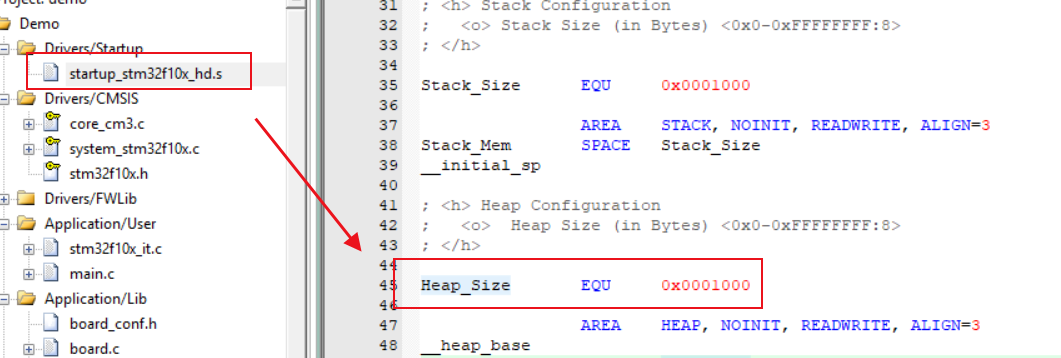 Project: demo
Demo
Drivers/Startup
startup_stm32f10x_hd.s
Drivers/CMSIS
core_cm3.c
system_stm32f10x.c
stm32f10x.h
Drivers/FWLib
Application/User
stm32f10x_it.c
main.c
Application/Lib
board_conf.h
board.c
31 ; <h> Stack Configuration
32 ;   <o> Stack Size (in Bytes) <0x0-0xFFFFFFFF:8>
33 ; </h>
34
35 Stack_Size EQU 0x0001000
36
37 AREA STACK, NOINIT, READWRITE, ALIGN=3
38 Stack_Mem SPACE Stack_Size
39 __initial_sp
40
41 ; <h> Heap Configuration
42 ;   <o>  Heap Size (in Bytes) <0x0-0xFFFFFFFF:8>
43 ; </h>
44
45 Heap_Size EQU 0x0001000
46
47 AREA HEAP, NOINIT, READWRITE, ALIGN=3
48 __heap_base